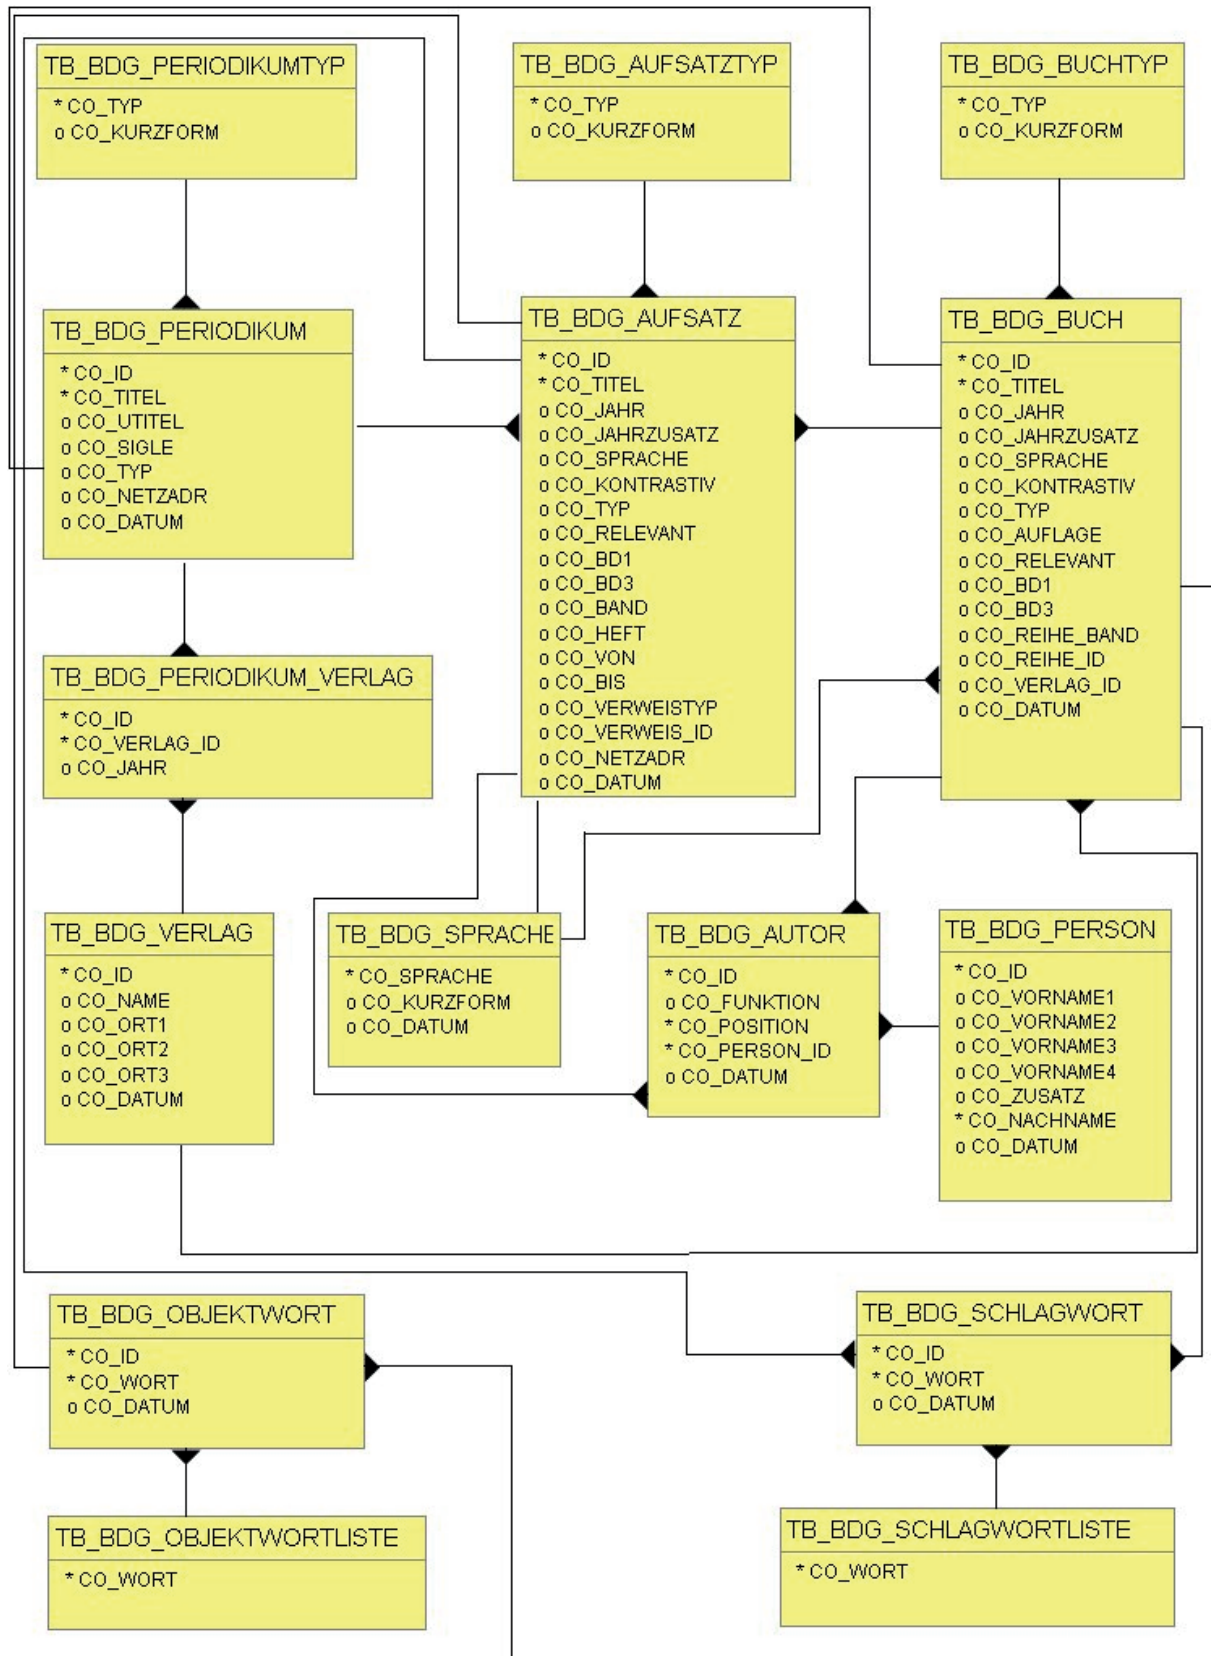 TB_BDG_PERIODIKUMTYP
* CO_TYP
o CO_KURZFORM
TB_BDG_AUFSATZTYP
* CO_TYP
o CO_KURZFORM
TB_BDG_BUCHTYP
* CO_TYP
o CO_KURZFORM
TB_BDG_PERIODIKUM
* CO_ID
* CO_TITEL
o CO_UTITEL
o CO_SIGLE
o CO_TYP
o CO_NETZADR
o CO_DATUM
TB_BDG_AUFSATZ
* CO_ID
* CO_TITEL
o CO_JAHR
o CO_JAHRZUSATZ
o CO_SPRACHE
o CO_KONTRASTIV
o CO_TYP
o CO_RELEVANT
o CO_BD1
o CO_BD3
o CO_BAND
o CO_HEFT
o CO_VON
o CO_BIS
o CO_VERWEISTYP
o CO_VERWEIS_ID
o CO_NETZADR
o CO_DATUM
TB_BDG_BUCH
* CO_ID
* CO_TITEL
o CO_JAHR
o CO_JAHRZUSATZ
o CO_SPRACHE
o CO_KONTRASTIV
o CO_TYP
o CO_AUFLAGE
o CO_RELEVANT
o CO_BD1
o CO_BD3
o CO_REIHE_BAND
o CO_REIHE_ID
o CO_VERLAG_ID
o CO_DATUM
TB_BDG_PERIODIKUM_VERLAG
* CO_ID
* CO_VERLAG_ID
o CO_JAHR
TB_BDG_VERLAG
* CO_ID
o CO_NAME
o CO_ORT1
o CO_ORT2
o CO_ORT3
o CO_DATUM
TB_BDG_SPRACHE
* CO_SPRACHE
o CO_KURZFORM
o CO_DATUM
TB_BDG_AUTOR
* CO_ID
o CO_FUNKTION
* CO_POSITION
* CO_PERSON_ID
o CO_DATUM
TB_BDG_PERSON
* CO_ID
o CO_VORNAME1
o CO_VORNAME2
o CO_VORNAME3
o CO_VORNAME4
o CO_ZUSATZ
* CO_NACHNAME
o CO_DATUM
TB_BDG_OBJEKTWORT
* CO_ID
* CO_WORT
o CO_DATUM
TB_BDG_SCHLAGWORT
* CO_ID
* CO_WORT
o CO_DATUM
TB_BDG_OBJEKTWORTLISTE
* CO_WORT
TB_BDG_SCHLAGWORTLISTE
* CO_WORT